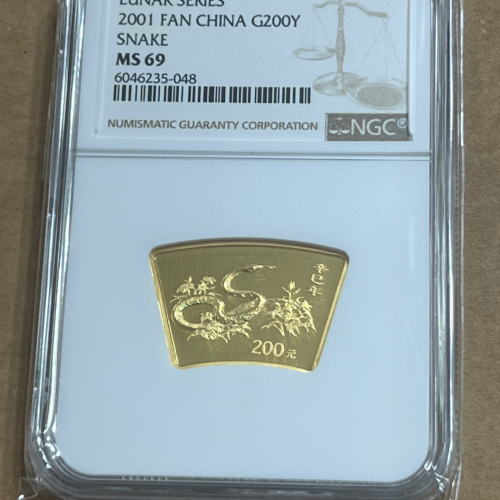 LUNAR SERIES
2001 FAN CHINA G200Y
SNAKE
MS 69
6046235-048
NUMISMATIC GUARANTY CORPORATION
NGC
辛巳年
200元